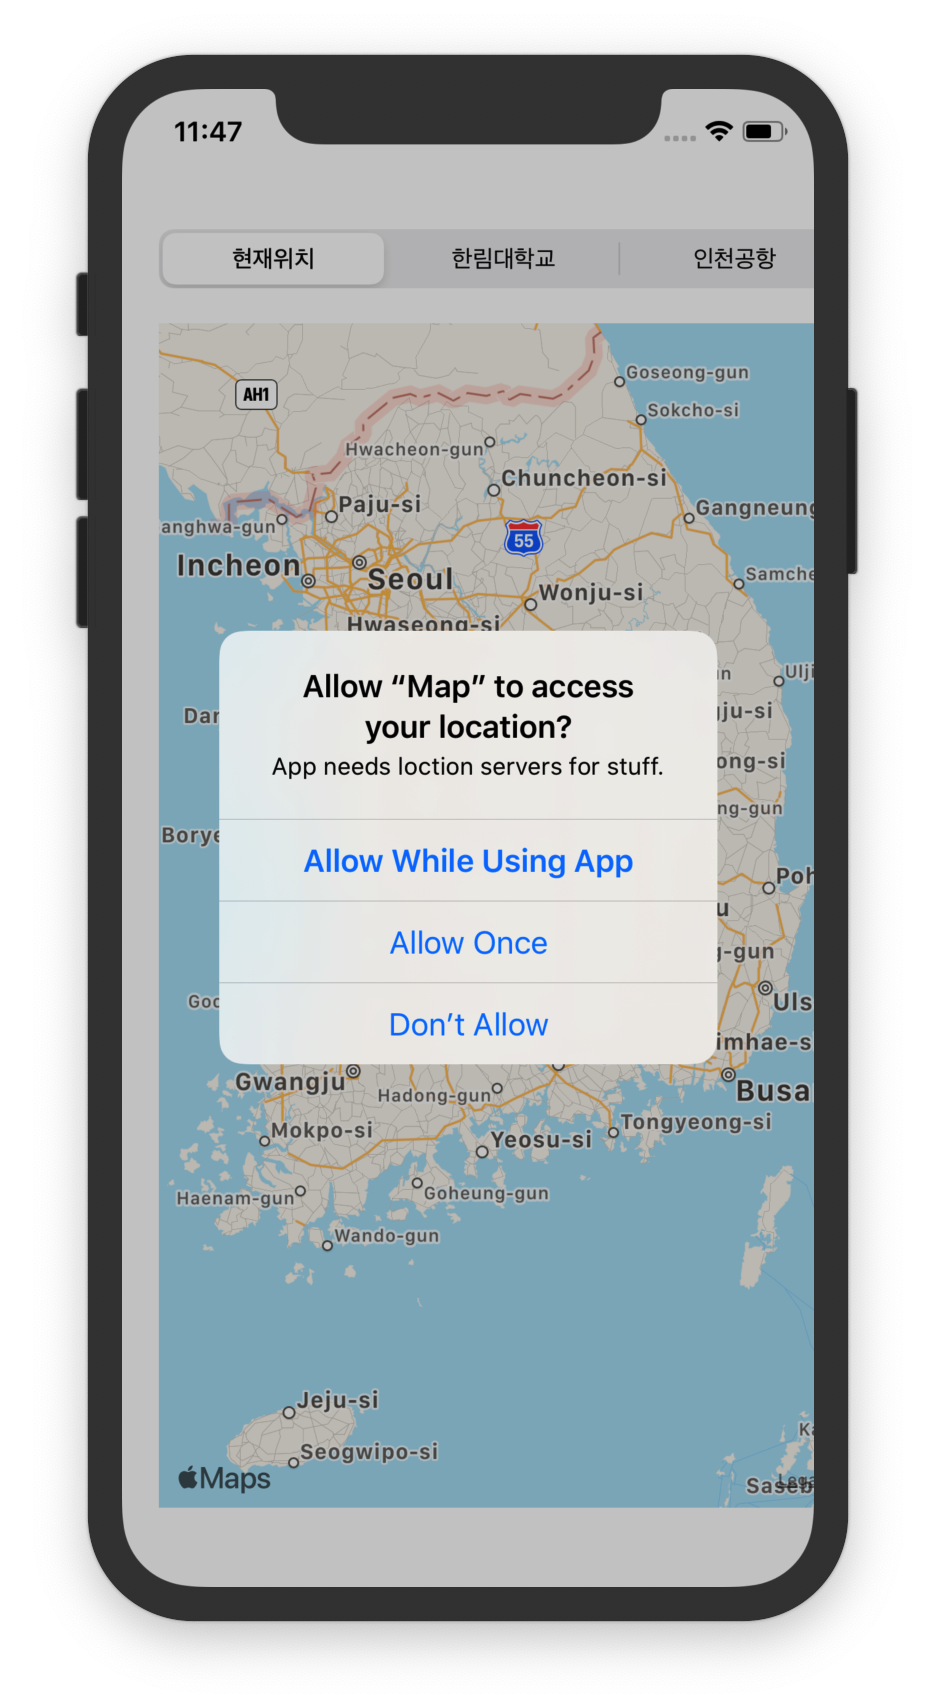 11:47
현재위치 한림대학교 인천공항
Goseong-gun
AH1
Sokcho-si
Hwacheon-gun
Chuncheon-si
Paju-si
Gangneung
anghwa-gun
55
Incheon
Seoul
Samche
Wonju-si
Hwaseong-si
Allow “Map” to access
your location?
App needs loction servers for stuff.
Allow While Using App
Allow Once
Don’t Allow
Ulji
ju-si
ong-si
ng-gun
Borye
Poh
u
g-gun
Goc
Uls
imhae-s
Gwangju
Hadong-gun
Busa
Mokpo-si
Tongyeong-si
Yeosu-si
Haenam-gun
Goheung-gun
Wando-gun
Jeju-si
Seogwipo-si
Maps
Saseb